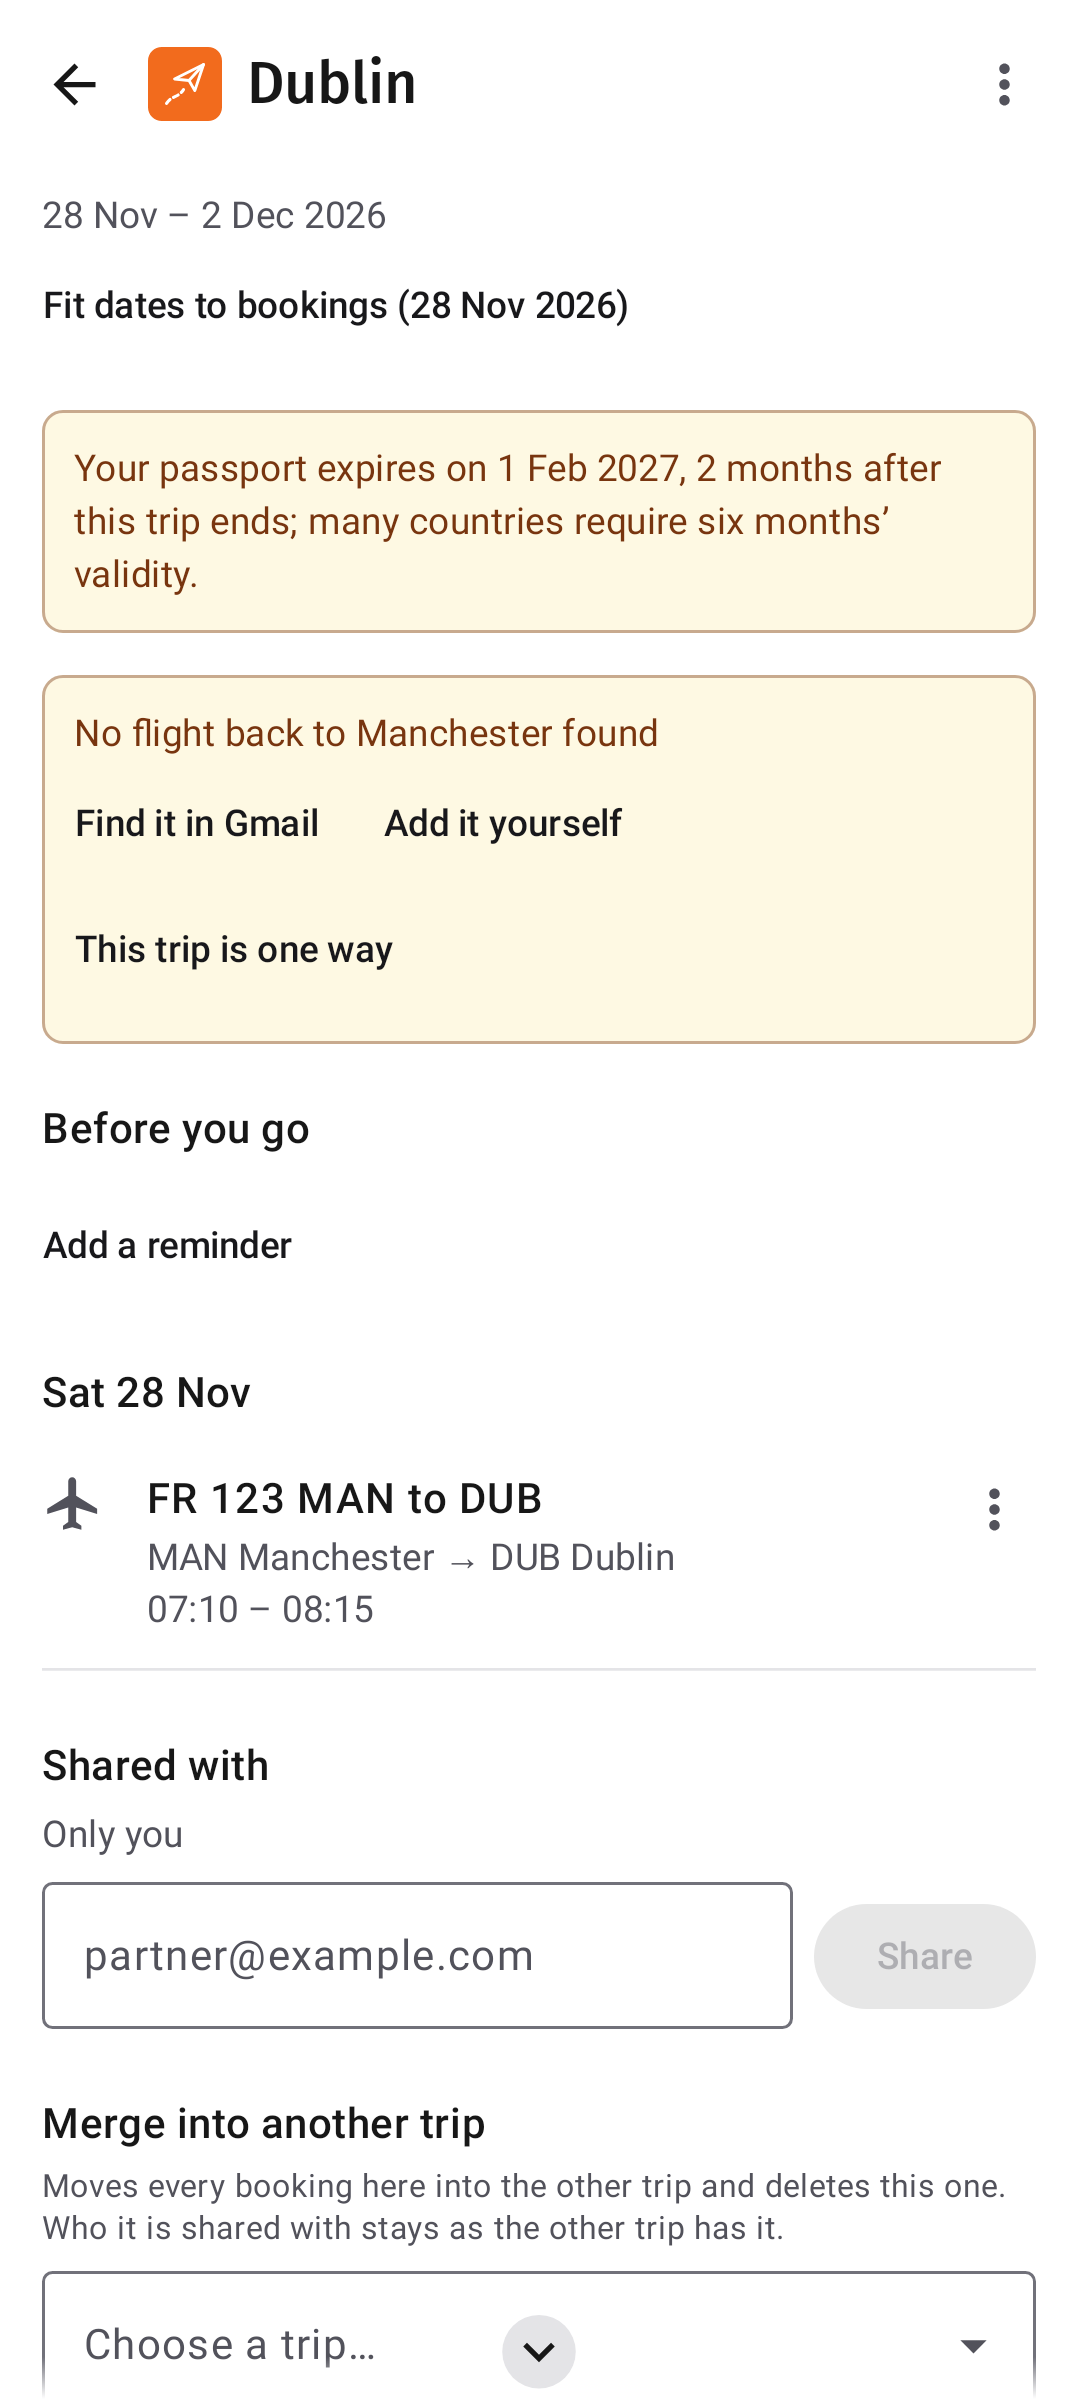 Dublin
28 Nov – 2 Dec 2026
Fit dates to bookings (28 Nov 2026)
Your passport expires on 1 Feb 2027, 2 months after
this trip ends; many countries require six months’
validity.
No flight back to Manchester found
Find it in Gmail Add it yourself
This trip is one way
Before you go
Add a reminder
Sat 28 Nov
FR 123 MAN to DUB
MAN Manchester → DUB Dublin
07:10 – 08:15
Shared with
Only you
partner@example.com Share
Merge into another trip
Moves every booking here into the other trip and deletes this one.
Who it is shared with stays as the other trip has it.
Choose a trip…